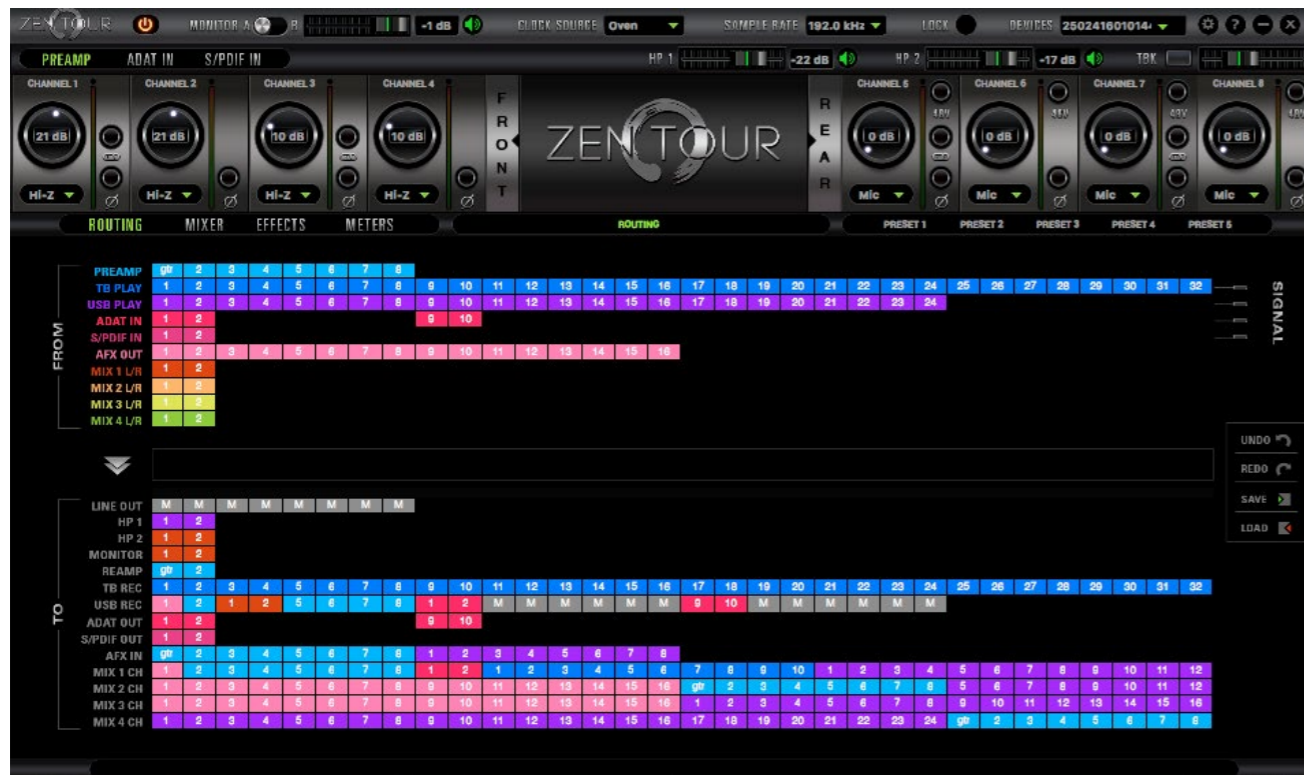 ZEN TOUR MONITOR A B -1 dB CLOCK SOURCE Oven SAMPLE RATE 192.0 kHz LOCK DEVICES 2502416010144
PREAMP ADAT IN S/PDIF IN HP 1 -22 dB HP 2 -17 dB TBK
CHANNEL 1 CHANNEL 2 CHANNEL 3 CHANNEL 4 CHANNEL 5 CHANNEL 6 CHANNEL 7 CHANNEL 8
48V 48V 48V 48V
21 dB 21 dB 10 dB 10 dB FRONT ZEN TOUR REAR 0 dB 0 dB 0 dB 0 dB
Hi-Z Hi-Z Hi-Z Hi-Z Mic Mic Mic Mic
ROUTING MIXER EFFECTS METERS ROUTING PRESET 1 PRESET 2 PRESET 3 PRESET 4 PRESET 5
FROM
SIGNAL
PREAMP gtr 2 3 4 5 6 7 8
TB PLAY 1 2 3 4 5 6 7 8 9 10 11 12 13 14 15 16 17 18 19 20 21 22 23 24 25 26 27 28 29 30 31 32
USB PLAY 1 2 3 4 5 6 7 8 9 10 11 12 13 14 15 16 17 18 19 20 21 22 23 24
ADAT IN 1 2 9 10
S/PDIF IN 1 2
AFX OUT 1 2 3 4 5 6 7 8 9 10 11 12 13 14 15 16
MIX 1 L/R 1 2
MIX 2 L/R 1 2
MIX 3 L/R 1 2
MIX 4 L/R 1 2
UNDO
REDO
SAVE
LOAD
TO
LINE OUT M M M M M M M M
HP 1 1 2
HP 2 1 2
MONITOR 1 2
REAMP gtr 2
TB REC 1 2 3 4 5 6 7 8 9 10 11 12 13 14 15 16 17 18 19 20 21 22 23 24 25 26 27 28 29 30 31 32
USB REC 1 2 1 2 5 6 7 8 1 2 M M M M M M 9 10 M M M M M M
ADAT OUT 1 2 9 10
S/PDIF OUT 1 2
AFX IN gtr 2 3 4 5 6 7 8 1 2 3 4 5 6 7 8
MIX 1 CH 1 2 3 4 5 6 7 8 1 2 1 2 3 4 5 6 7 8 9 10 1 2 3 4 5 6 7 8 9 10 11 12
MIX 2 CH 1 2 3 4 5 6 7 8 9 10 11 12 13 14 15 16 gtr 2 3 4 5 6 7 8 5 6 7 8 9 10 11 12
MIX 3 CH 1 2 3 4 5 6 7 8 9 10 11 12 13 14 15 16 1 2 3 4 5 6 7 8 9 10 11 12 13 14 15 16
MIX 4 CH 1 2 3 4 5 6 7 8 9 10 11 12 13 14 15 16 17 18 19 20 21 22 23 24 gtr 2 3 4 5 6 7 8